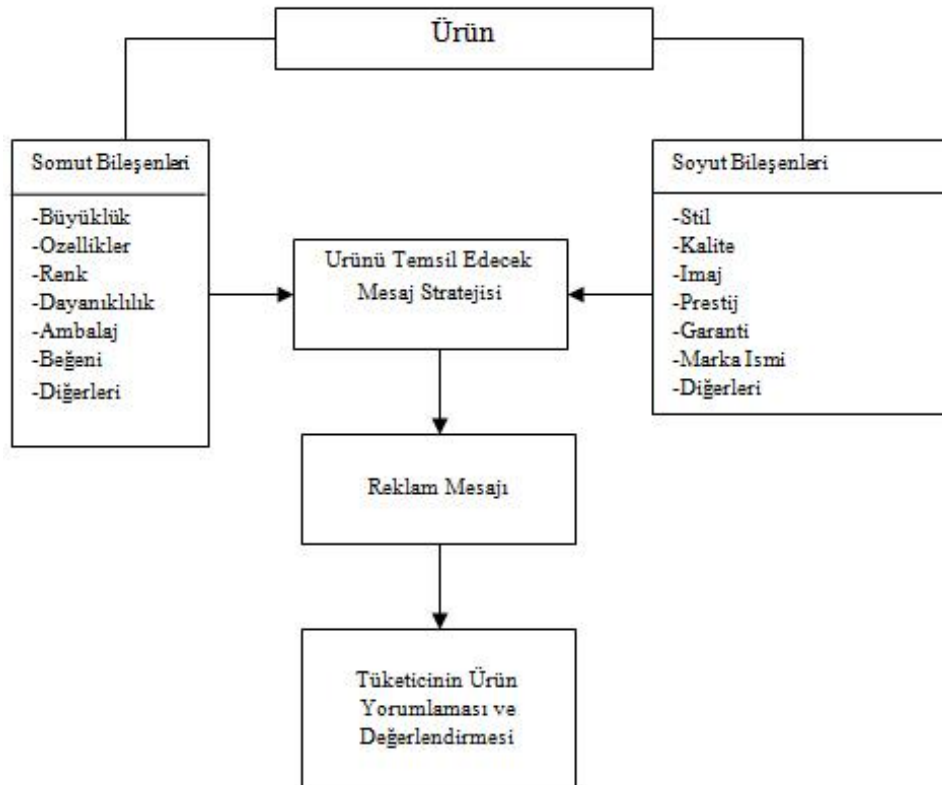 Ürün
Somut Bileşenleri
-Büyüklük
-Ozellikler
-Renk
-Dayanıklılık
-Ambalaj
-Beğeni
-Diğerleri
Soyut Bileşenleri
-Stil
-Kalite
-Imaj
-Prestij
-Garanti
-Marka Ismi
-Diğerleri
Urünü Temsil Edecek
Mesaj Stratejisi
Reklam Mesajı
Tüketicinin Ürün
Yorumlaması ve
Değerlendirmesi